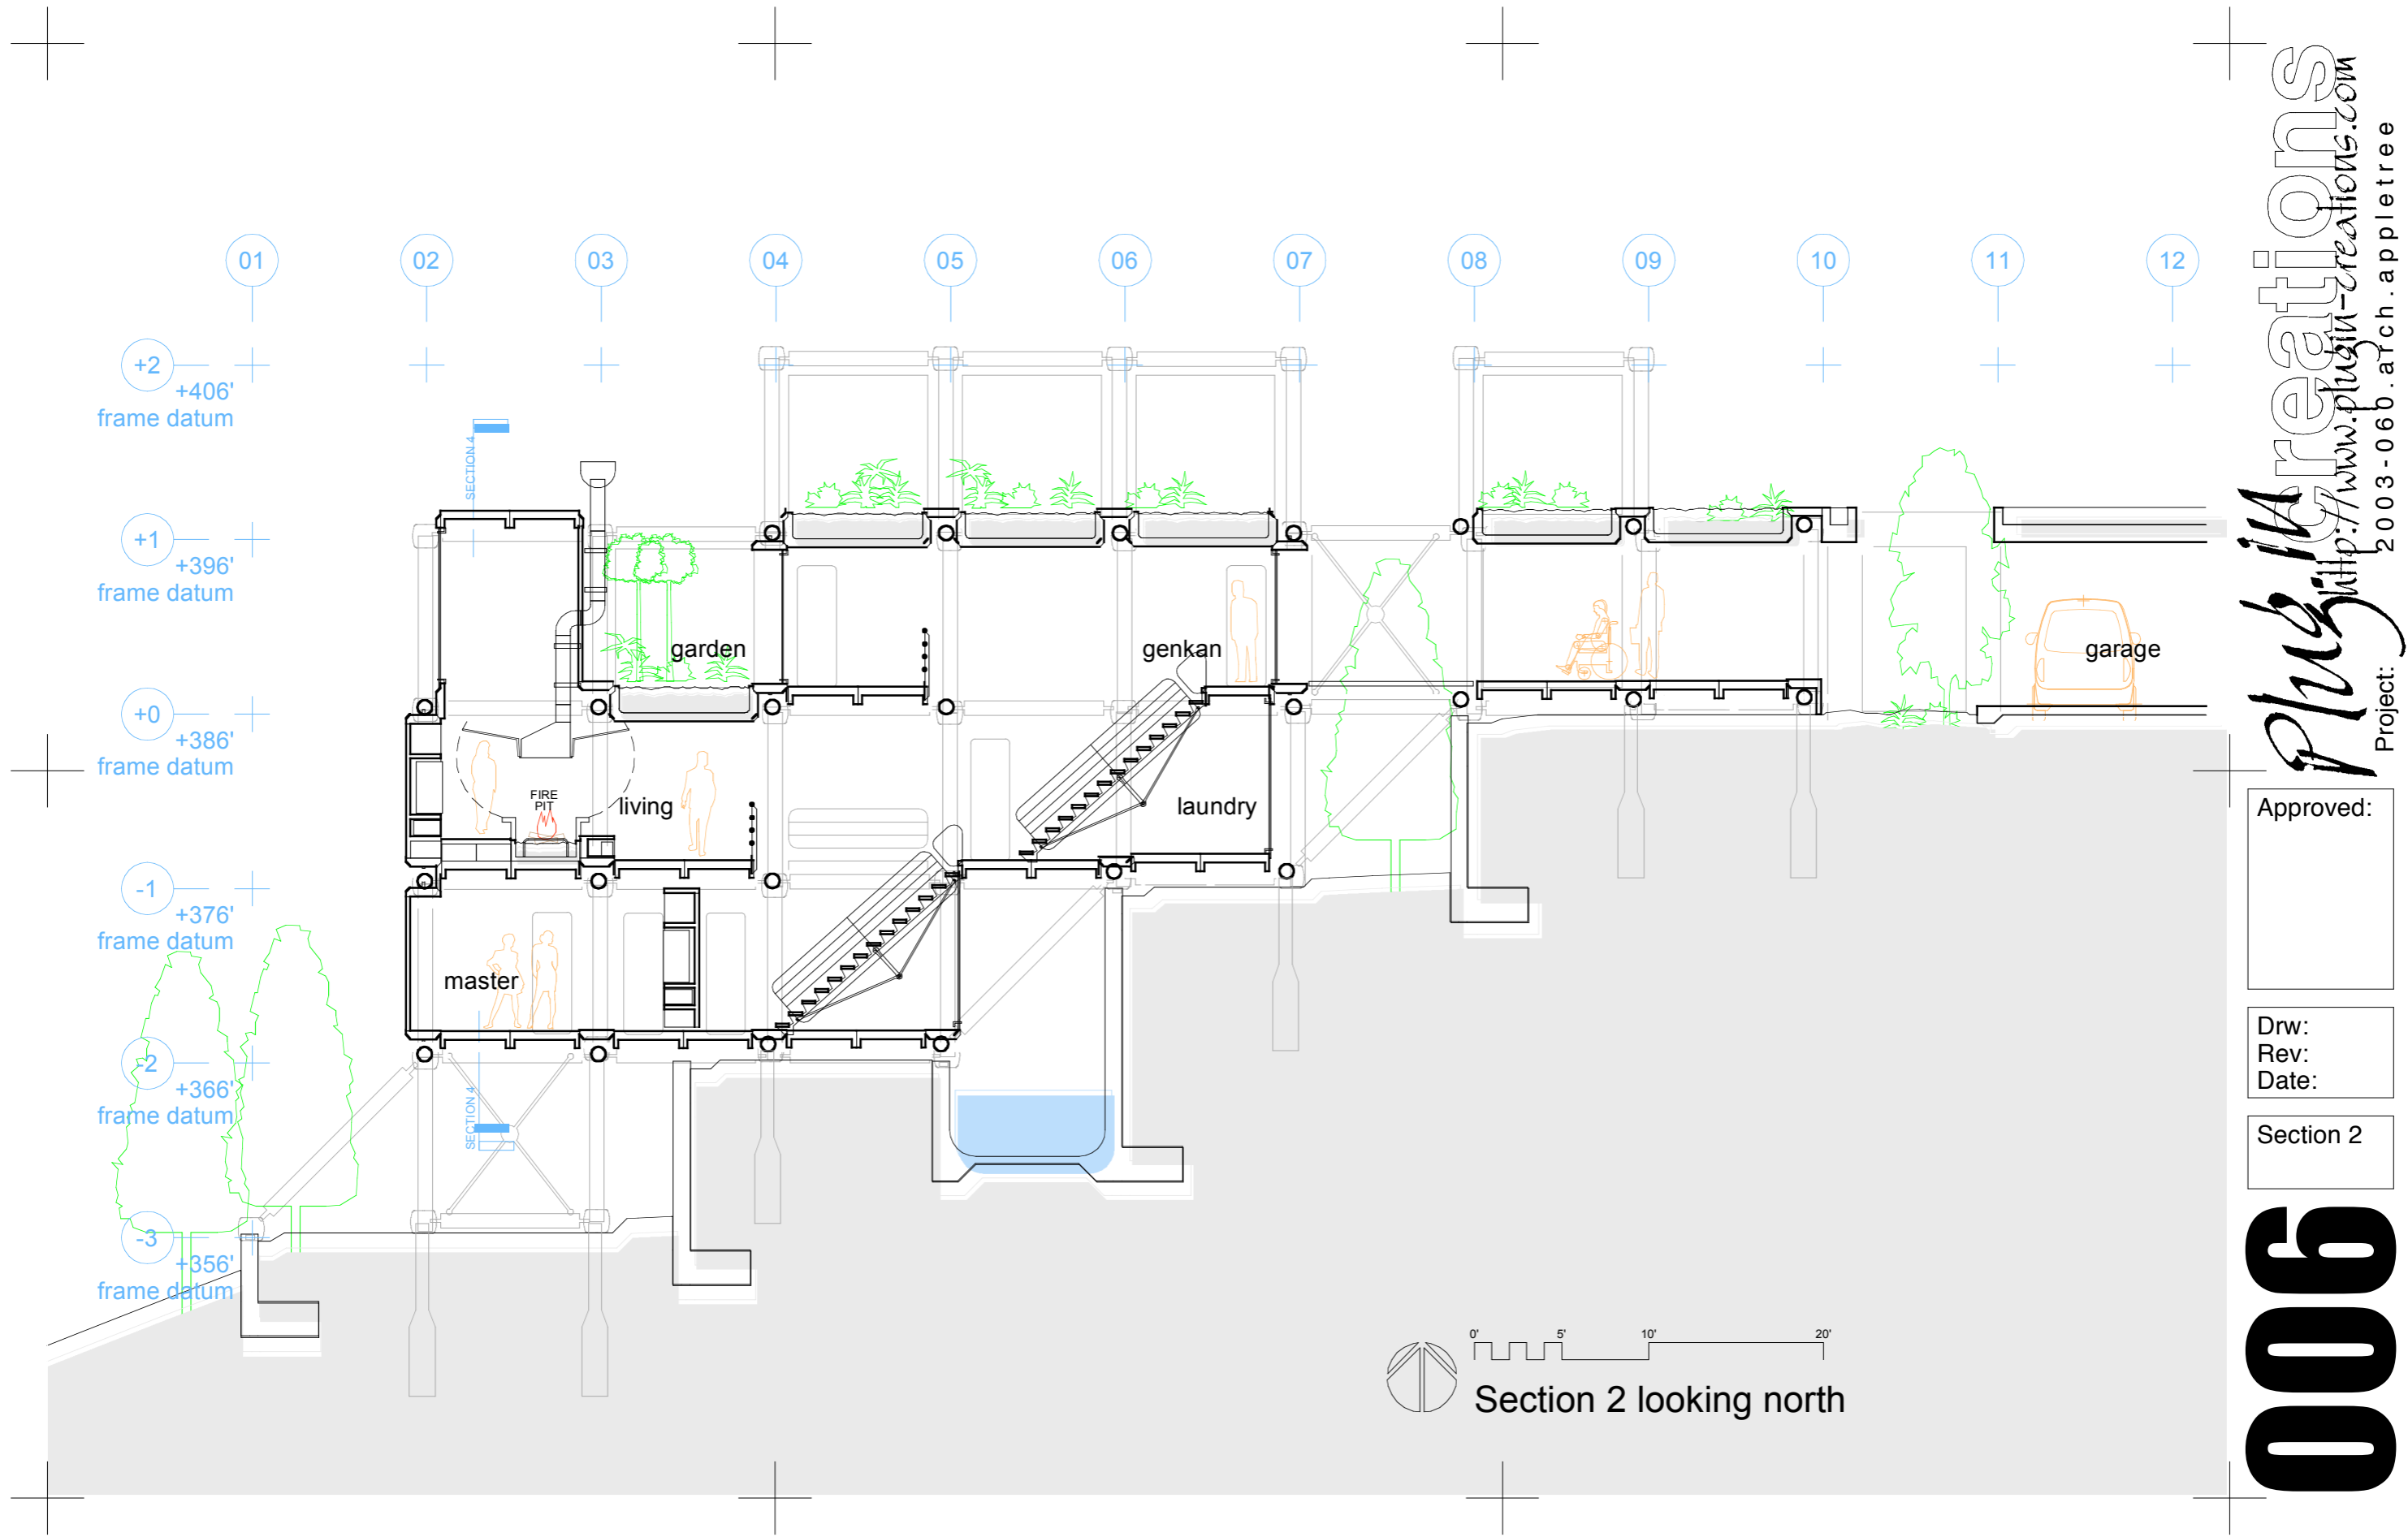 01 02 03 04 05 06 07 08 09 10 11 12
+2
+406'
frame datum
+1
+396'
frame datum
+0
+386'
frame datum
-1
+376'
frame datum
-2
+366'
frame datum
-3
+356'
frame datum
SECTION 4
garden
genkan
garage
FIRE
PIT
living
laundry
master
SECTION 4
0' 5' 10' 20'
Section 2 looking north
Plug in creations
http://www.plugin-creations.com
Project: 2003-060.arch.appletree
Approved:
Drw:
Rev:
Date:
Section 2
006